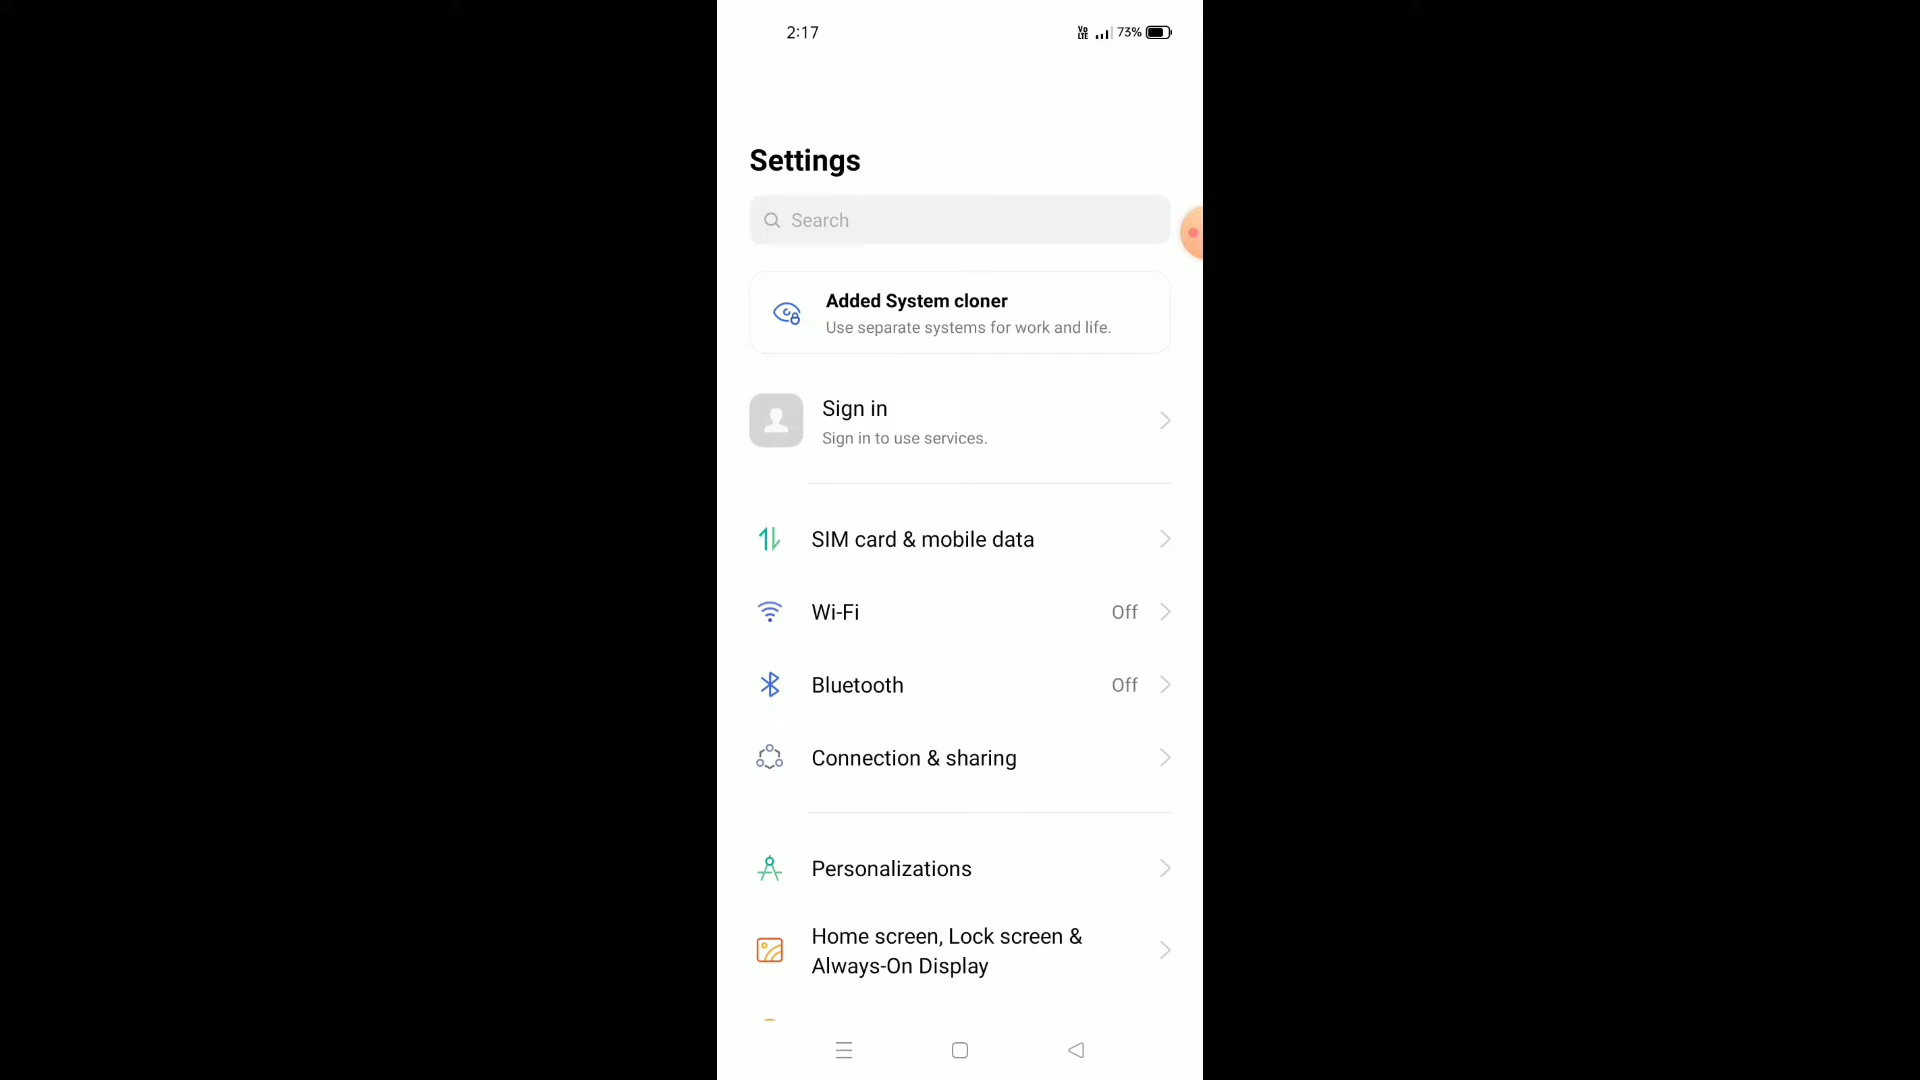 2:17
Vo LTE 73%
Settings
Search
Added System cloner
Use separate systems for work and life.
Sign in
Sign in to use services.
SIM card & mobile data
Wi-Fi Off
Bluetooth Off
Connection & sharing
Personalizations
Home screen, Lock screen &
Always-On Display